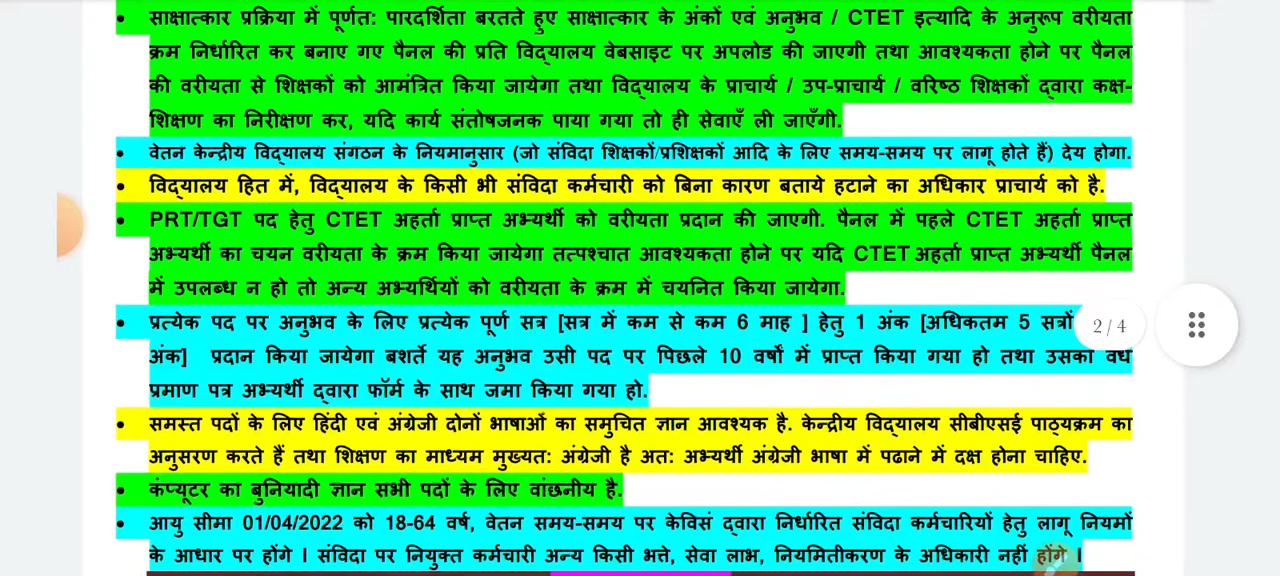 • साक्षात्कार प्रक्रिया में पूर्णत: पारदर्शिता बरतते हुए साक्षात्कार के अंकों एवं अनुभव / CTET इत्यादि के अनुरूप वरीयता
क्रम निर्धारित कर बनाए गए पैनल की प्रति विद्यालय वेबसाइट पर अपलोड की जाएगी तथा आवश्यकता होने पर पैनल
की वरीयता से शिक्षकों को आमंत्रित किया जायेगा तथा विद्यालय के प्राचार्य / उप-प्राचार्य / वरिष्ठ शिक्षकों द्वारा कक्ष-
शिक्षण का निरीक्षण कर, यदि कार्य संतोषजनक पाया गया तो ही सेवाएँ ली जाएँगी.
• वेतन केन्द्रीय विद्यालय संगठन के नियमानुसार (जो संविदा शिक्षकों/प्रशिक्षकों आदि के लिए समय-समय पर लागू होते हैं) देय होगा.
• विद्यालय हित में, विद्यालय के किसी भी संविदा कर्मचारी को बिना कारण बताये हटाने का अधिकार प्राचार्य को है.
• PRT/TGT पद हेतु CTET अहर्ता प्राप्त अभ्यर्थी को वरीयता प्रदान की जाएगी. पैनल में पहले CTET अहर्ता प्राप्त
अभ्यर्थी का चयन वरीयता के क्रम किया जायेगा तत्पश्चात आवश्यकता होने पर यदि CTET अहर्ता प्राप्त अभ्यर्थी पैनल
में उपलब्ध न हो तो अन्य अभ्यर्थियों को वरीयता के क्रम में चयनित किया जायेगा.
• प्रत्येक पद पर अनुभव के लिए प्रत्येक पूर्ण सत्र [सत्र में कम से कम 6 माह ] हेतु 1 अंक [अधिकतम 5 सत्रों
2 / 4
अंक] प्रदान किया जायेगा बशर्ते यह अनुभव उसी पद पर पिछले 10 वर्षों में प्राप्त किया गया हो तथा उसका
प्रमाण पत्र अभ्यर्थी द्वारा फॉर्म के साथ जमा किया गया हो.
• समस्त पदों के लिए हिंदी एवं अंग्रेजी दोनों भाषाओं का समुचित ज्ञान आवश्यक है. केन्द्रीय विद्यालय सीबीएसई पाठ्यक्रम का
अनुसरण करते हैं तथा शिक्षण का माध्यम मुख्यत: अंग्रेजी है अत: अभ्यर्थी अंग्रेजी भाषा में पढाने में दक्ष होना चाहिए.
• कंप्यूटर का बुनियादी ज्ञान सभी पदों के लिए वांछनीय है.
• आयु सीमा 01/04/2022 को 18-64 वर्ष, वेतन समय-समय पर केविसं द्वारा निर्धारित संविदा कर्मचारियों हेतु लागू नियमों
के आधार पर होंगे । संविदा पर नियुक्त कर्मचारी अन्य किसी भत्ते, सेवा लाभ, नियमितीकरण के अधिकारी नहीं होंगे ।